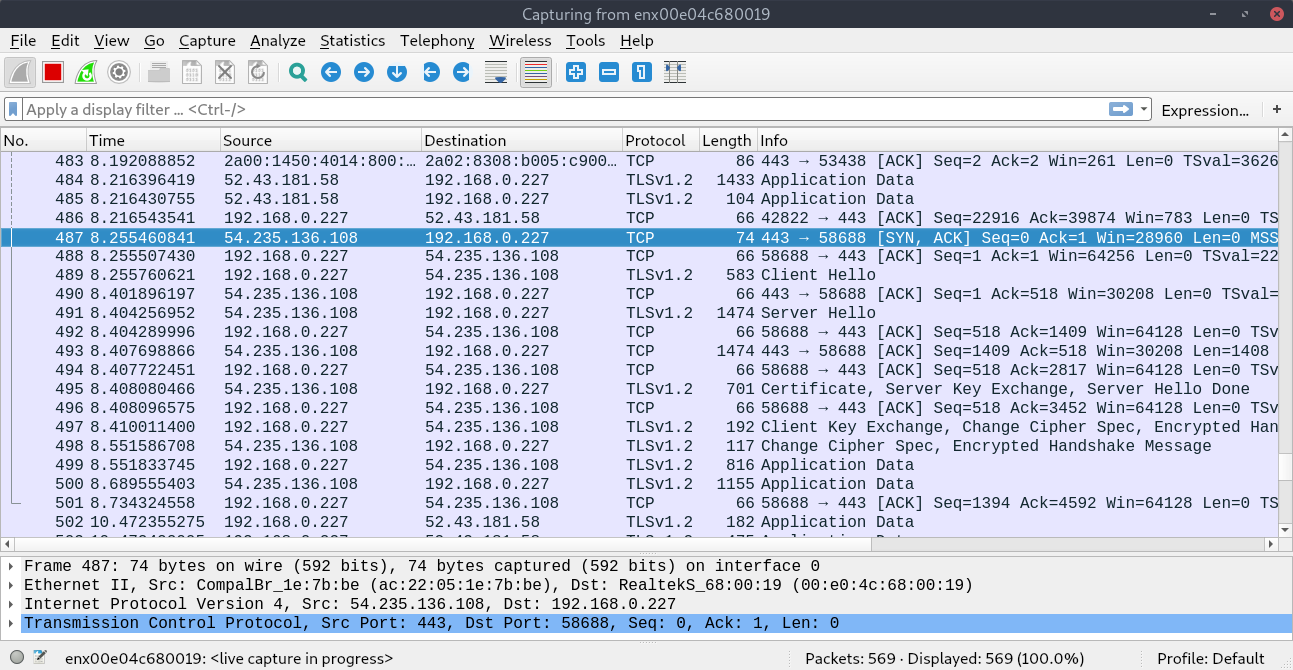 Capturing from enx00e04c680019
File Edit View Go Capture Analyze Statistics Telephony Wireless Tools Help
Apply a display filter ... <Ctrl-/> Expression... +
No. Time Source Destination Protocol Length Info
483 8.192088852 2a00:1450:4014:800:... 2a02:8308:b005:c900... TCP 86 443 → 53438 [ACK] Seq=2 Ack=2 Win=261 Len=0 TSval=3626
484 8.216396419 52.43.181.58 192.168.0.227 TLSv1.2 1433 Application Data
485 8.216430755 52.43.181.58 192.168.0.227 TLSv1.2 104 Application Data
486 8.216543541 192.168.0.227 52.43.181.58 TCP 66 42822 → 443 [ACK] Seq=22916 Ack=39874 Win=783 Len=0 TS
487 8.255460841 54.235.136.108 192.168.0.227 TCP 74 443 → 58688 [SYN, ACK] Seq=0 Ack=1 Win=28960 Len=0 MSS
488 8.255507430 192.168.0.227 54.235.136.108 TCP 66 58688 → 443 [ACK] Seq=1 Ack=1 Win=64256 Len=0 TSval=22
489 8.255760621 192.168.0.227 54.235.136.108 TLSv1.2 583 Client Hello
490 8.401896197 54.235.136.108 192.168.0.227 TCP 66 443 → 58688 [ACK] Seq=1 Ack=518 Win=30208 Len=0 TSval=
491 8.404256952 54.235.136.108 192.168.0.227 TLSv1.2 1474 Server Hello
492 8.404289996 192.168.0.227 54.235.136.108 TCP 66 58688 → 443 [ACK] Seq=518 Ack=1409 Win=64128 Len=0 TSv
493 8.407698866 54.235.136.108 192.168.0.227 TCP 1474 443 → 58688 [ACK] Seq=1409 Ack=518 Win=30208 Len=1408
494 8.407722451 192.168.0.227 54.235.136.108 TCP 66 58688 → 443 [ACK] Seq=518 Ack=2817 Win=64128 Len=0 TSv
495 8.408080466 54.235.136.108 192.168.0.227 TLSv1.2 701 Certificate, Server Key Exchange, Server Hello Done
496 8.408096575 192.168.0.227 54.235.136.108 TCP 66 58688 → 443 [ACK] Seq=518 Ack=3452 Win=64128 Len=0 TSv
497 8.410011400 192.168.0.227 54.235.136.108 TLSv1.2 192 Client Key Exchange, Change Cipher Spec, Encrypted Han
498 8.551586708 54.235.136.108 192.168.0.227 TLSv1.2 117 Change Cipher Spec, Encrypted Handshake Message
499 8.551833745 192.168.0.227 54.235.136.108 TLSv1.2 816 Application Data
500 8.689555403 54.235.136.108 192.168.0.227 TLSv1.2 1155 Application Data
501 8.734324558 192.168.0.227 54.235.136.108 TCP 66 58688 → 443 [ACK] Seq=1394 Ack=4592 Win=64128 Len=0 TS
502 10.472355275 192.168.0.227 52.43.181.58 TLSv1.2 182 Application Data
Frame 487: 74 bytes on wire (592 bits), 74 bytes captured (592 bits) on interface 0
Ethernet II, Src: CompalBr_1e:7b:be (ac:22:05:1e:7b:be), Dst: RealtekS_68:00:19 (00:e0:4c:68:00:19)
Internet Protocol Version 4, Src: 54.235.136.108, Dst: 192.168.0.227
Transmission Control Protocol, Src Port: 443, Dst Port: 58688, Seq: 0, Ack: 1, Len: 0
enx00e04c680019: <live capture in progress> Packets: 569 · Displayed: 569 (100.0%) Profile: Default